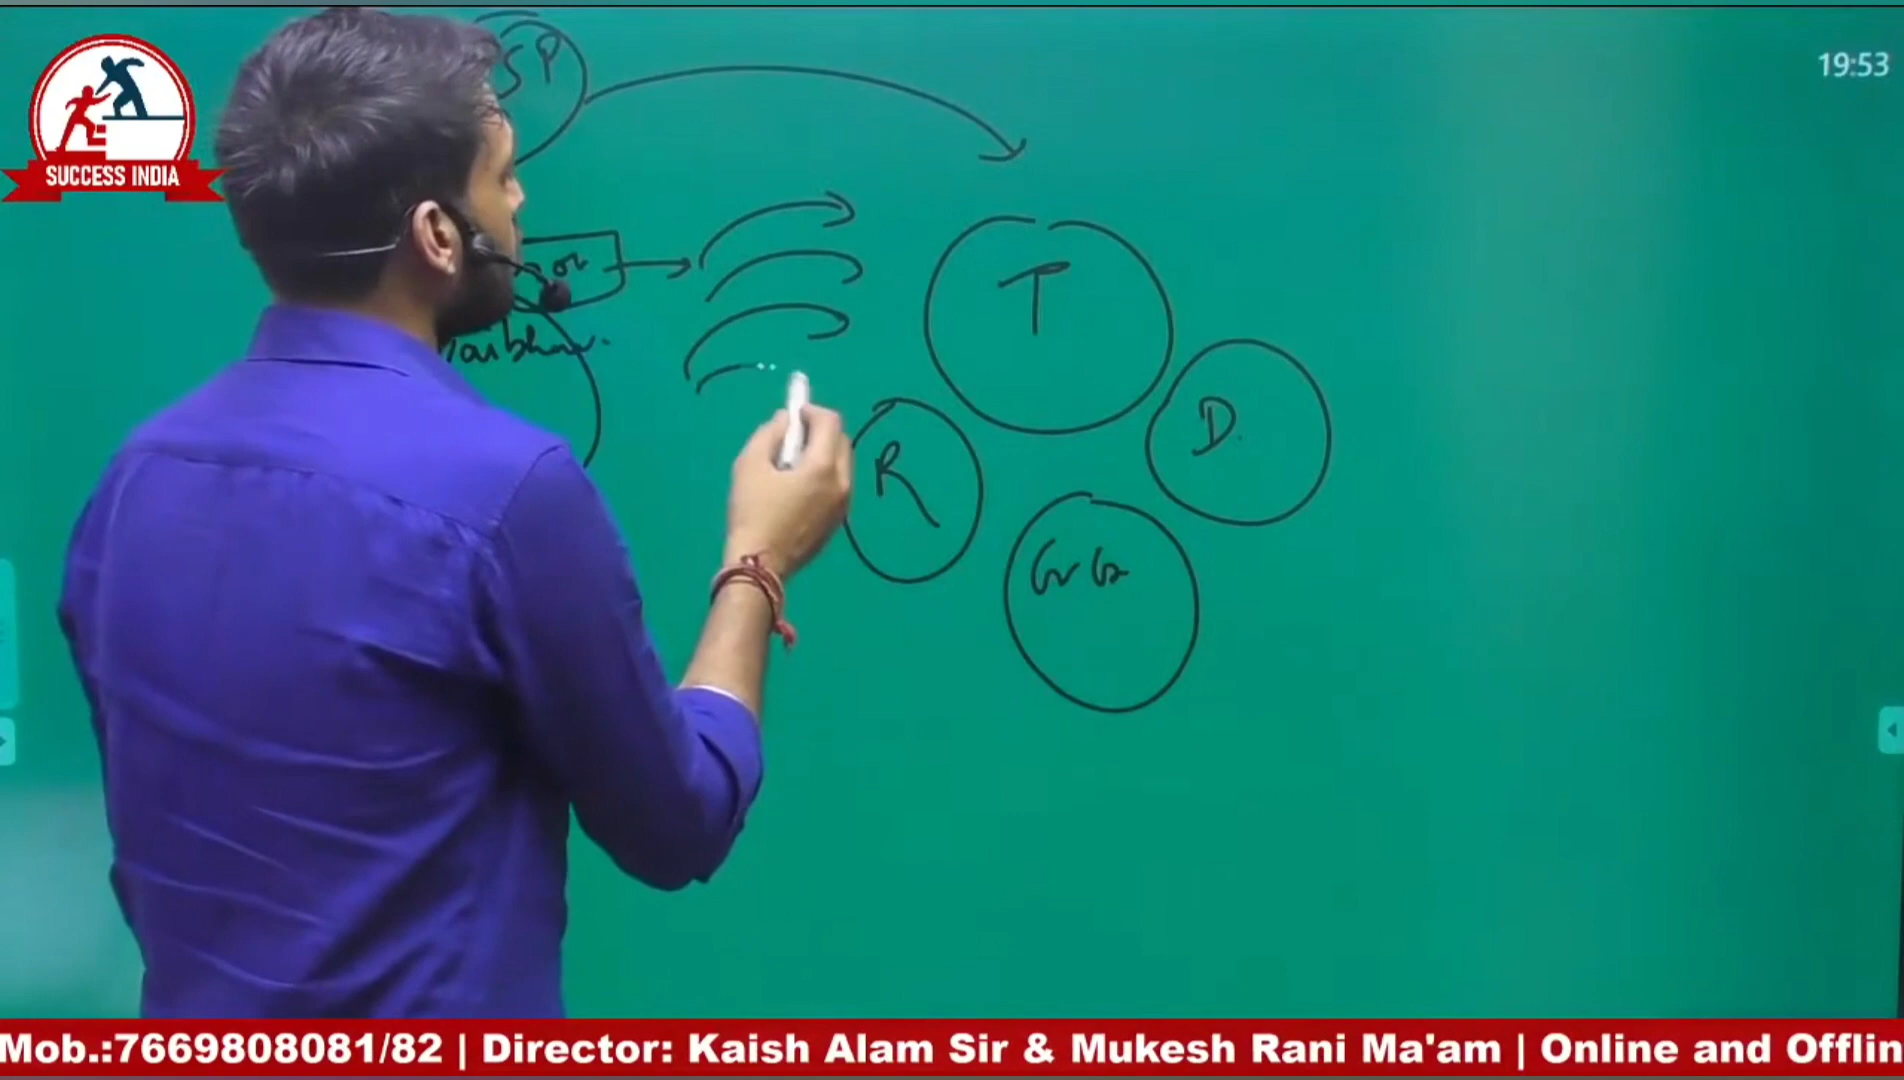 SUCCESS INDIA
19:53
SP
T
D.
R
Mob.:7669808081/82 | Director: Kaish Alam Sir & Mukesh Rani Ma'am | Online and Offlin